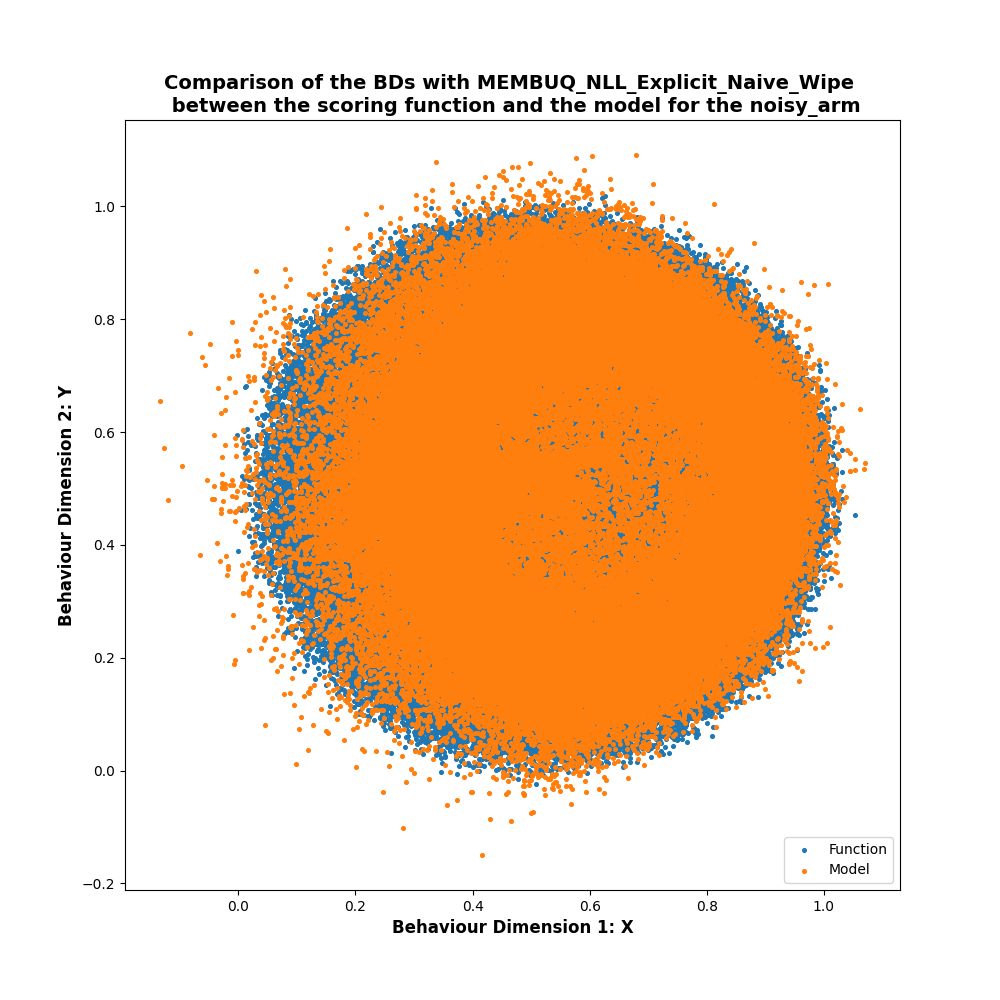 Comparison of the BDs with MEMBUQ_NLL_Explicit_Naive_Wipe
between the scoring function and the model for the noisy_arm
Behaviour Dimension 2: Y
1.0
0.8
0.6
0.4
0.2
0.0
−0.2
0.0 0.2 0.4 0.6 0.8 1.0
Behaviour Dimension 1: X
Function
Model